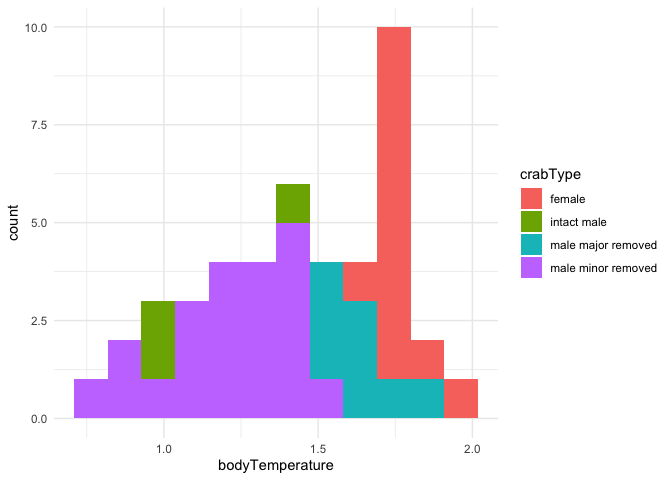 10.0
7.5
5.0
2.5
0.0
count
1.0 1.5 2.0
bodyTemperature
crabType
female
intact male
male major removed
male minor removed